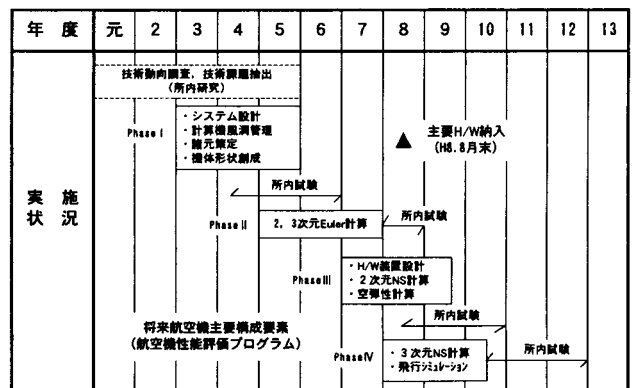 年 度 元 2 3 4 5 6 7 8 9 10 11 12 13
実 施
状 況
技術動向調査，技術課題抽出
(所内研究)
Phase I
・システム設計
・計算機風洞管理
・諸元策定
・機体形状創成
▲ 主要H/W納入
(H8.8月末)
所内試験
Phase II
2，3次元Euler計算
所内試験
Phase III
・H/W装置設計
・２次元NS計算
・空弾性計算
所内試験
将来航空機主要構成要素
(航空機性能評価プログラム)
Phase IV
・３次元NS計算
・飛行シミュレーション
所内試験